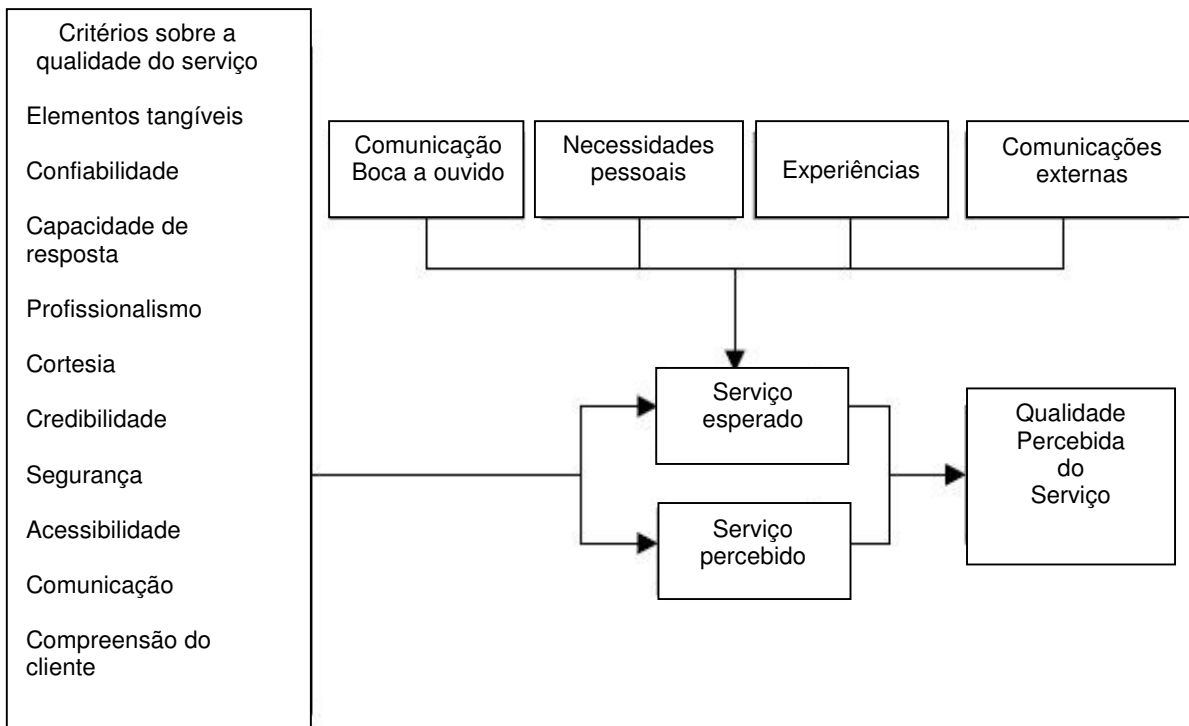 Critérios sobre a
qualidade do serviço
Elementos tangíveis
Confiabilidade
Capacidade de
resposta
Profissionalismo
Cortesia
Credibilidade
Segurança
Acessibilidade
Comunicação
Compreensão do
cliente
Comunicação
Boca a ouvido
Necessidades
pessoais
Experiências
Comunicações
externas
Serviço
esperado
Serviço
percebido
Qualidade
Percebida
do
Serviço